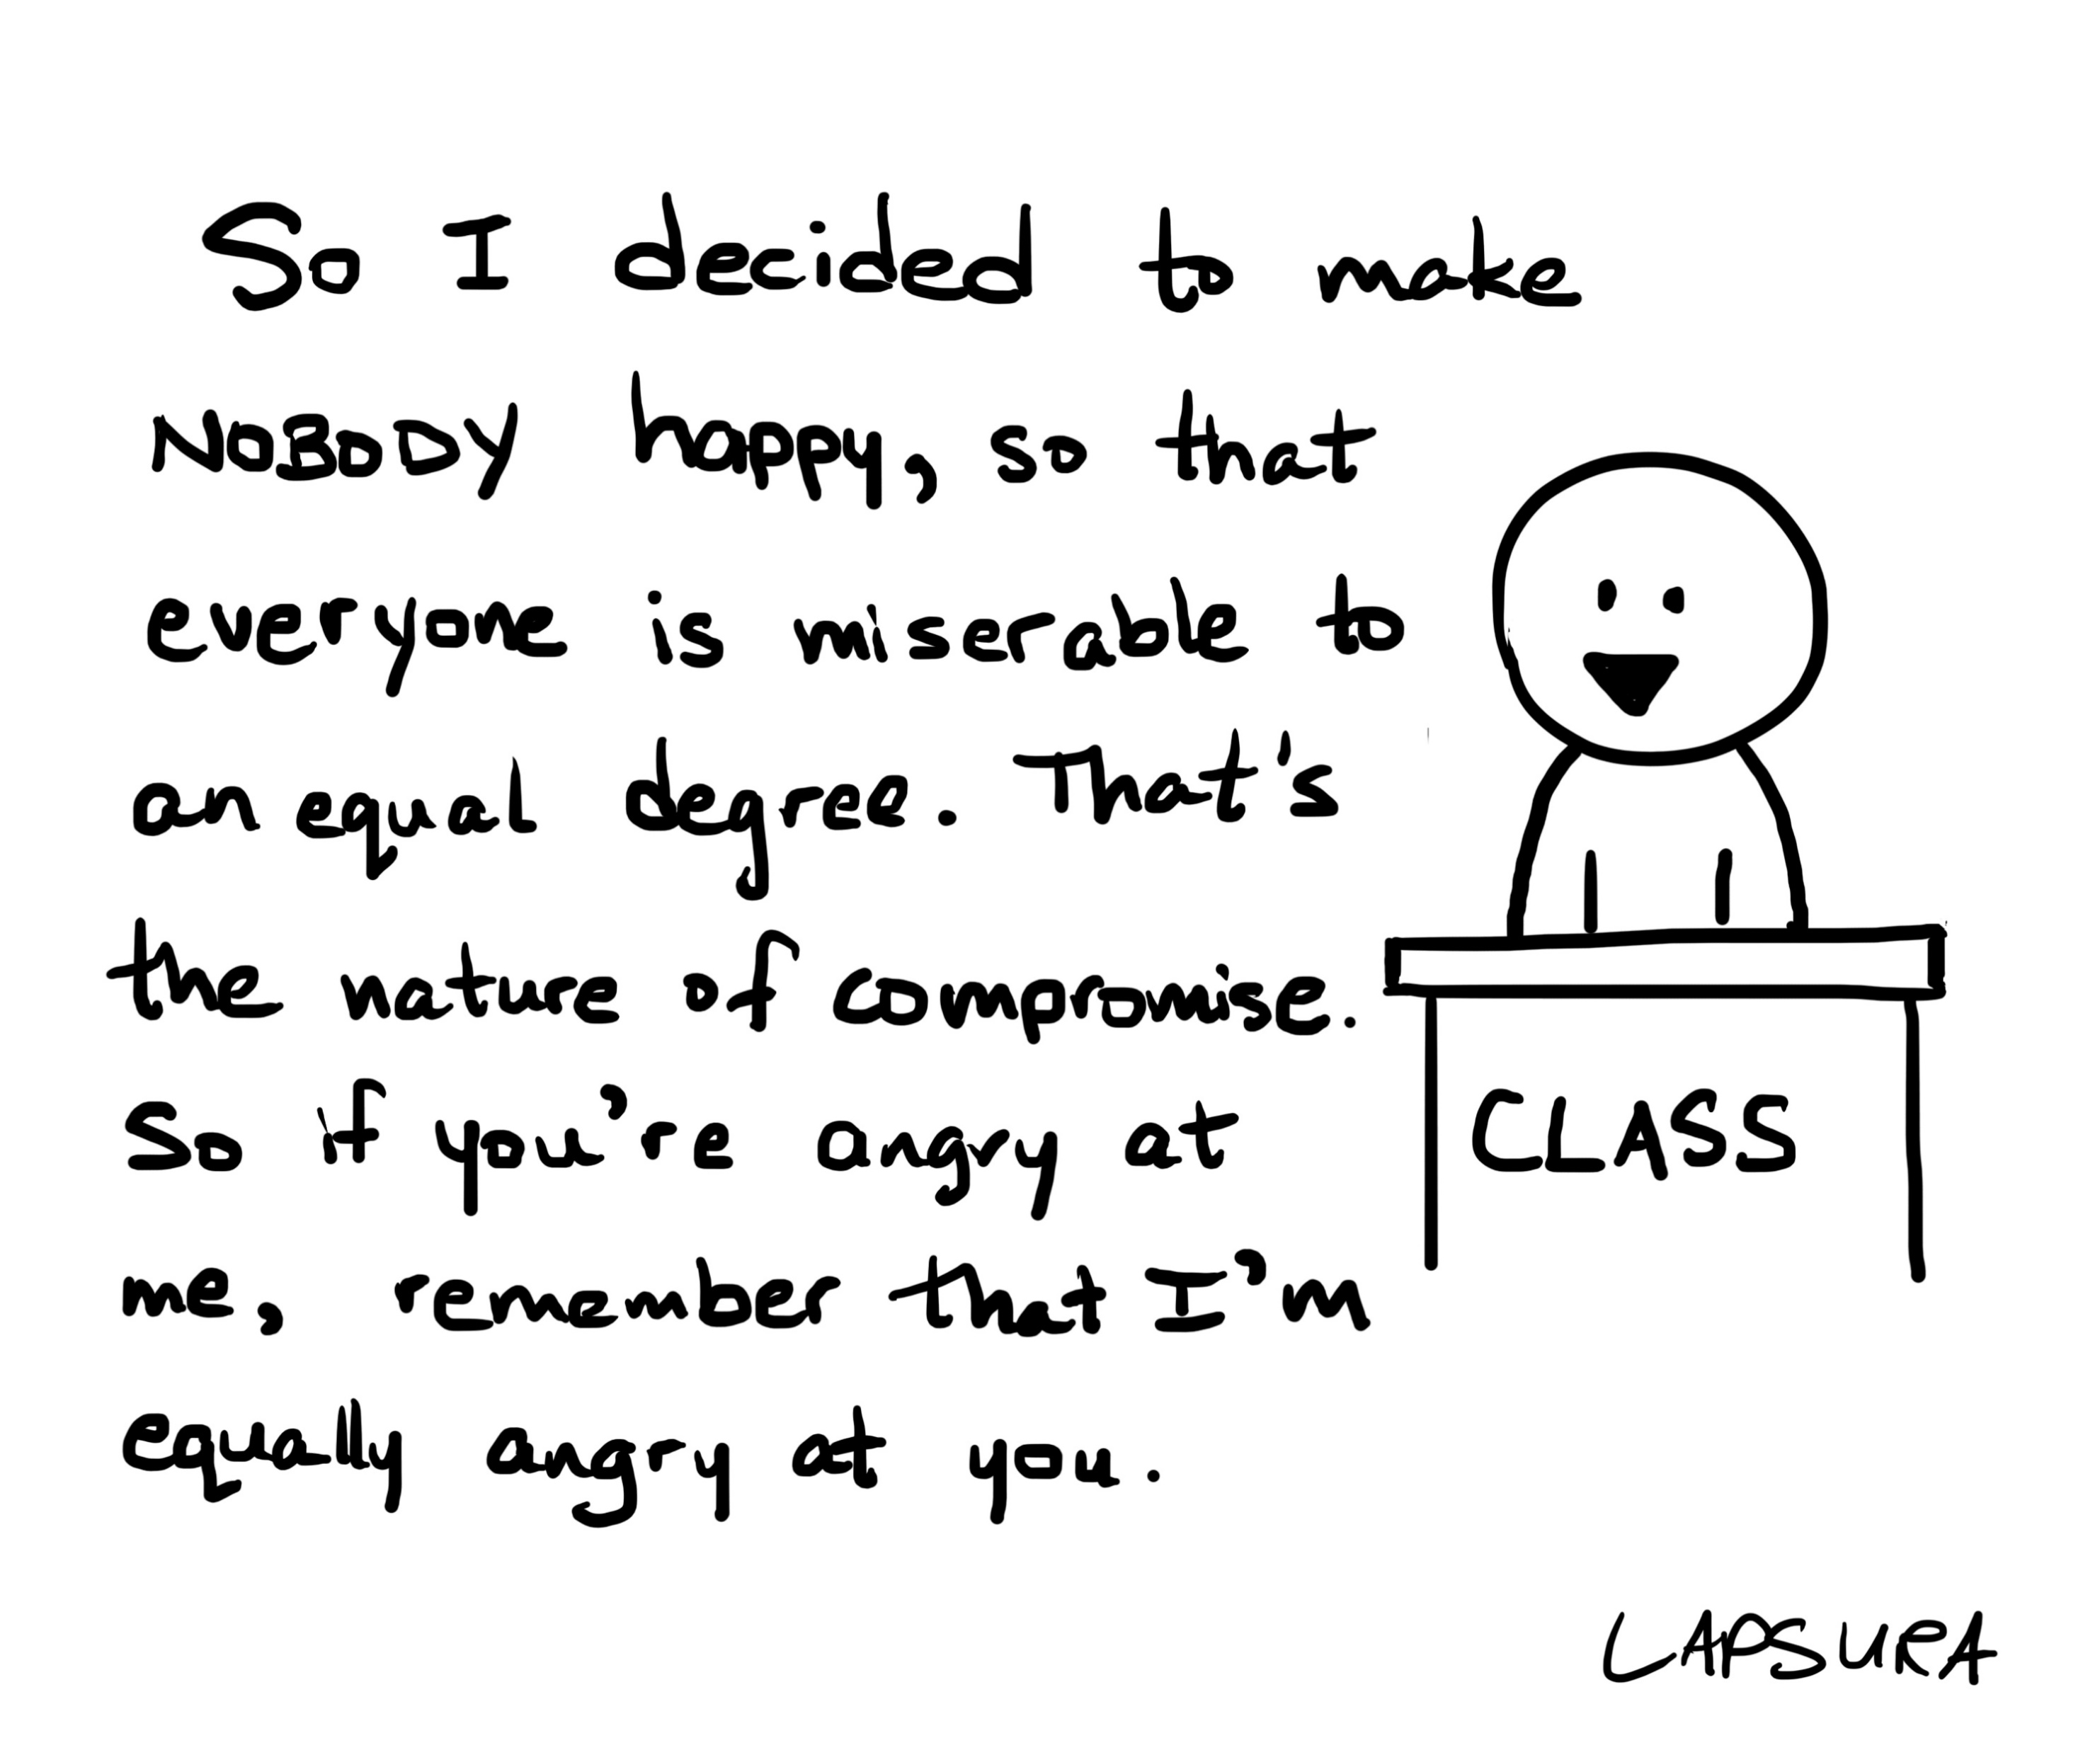 So I decided to make
NOBODY happy, so that
everyone is miserable to
an equal degree. That's
the nature of compromise.
So if you're angry at
me, remember that I'm
equally angry at you.
CLASS
LAPSURA